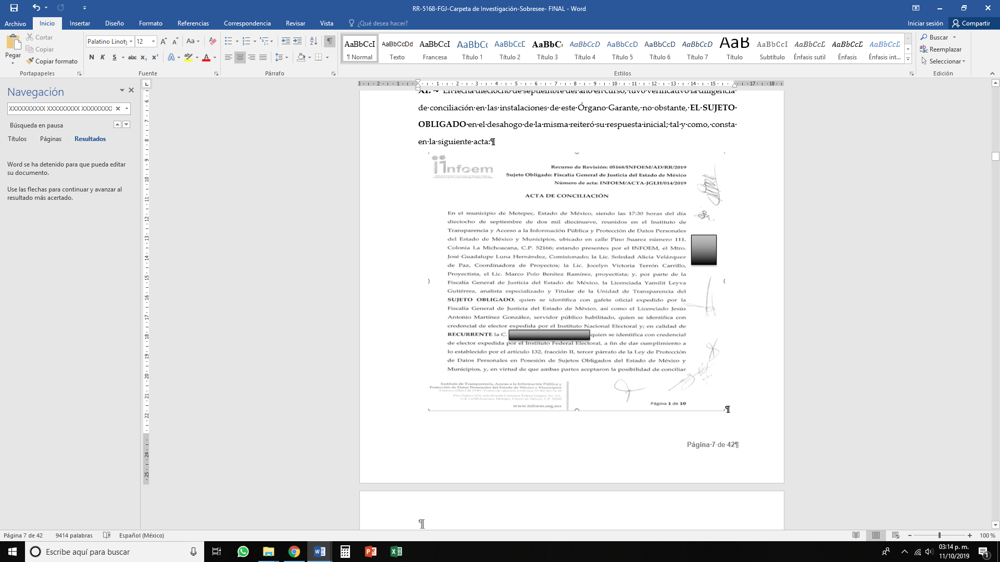 RR-5168-FGJ-Carpeta de Investigación-Sobresee- FINAL - Word
Archivo Inicio Insertar Diseño Formato Referencias Correspondencia Revisar Vista ¿Qué desea hacer? Iniciar sesión Compartir
Pegar
Cortar
Copiar
Copiar formato
Portapapeles
Palatino Linoty 12
Fuente
Párrafo
AaBbCcI AaBbCcDd AaBbCcI AaBbC AaBbCcD AaBbC AaBbCcD AaBbCcD AaBbCcD AaBbCcD AaB AaBbCcI AaBbCcD AaBbCcD AaBbCcD
¶ Normal Texto Francesa Título 1 Título 2 Título 3 Título 4 Título 5 Título 6 Título 7 Título Subtítulo Énfasis sutil Énfasis Énfasis int...
Estilos
Buscar
Reemplazar
Seleccionar
Edición
Navegación
XXXXXXXXXX XXXXXXXXX XXXXXXXX
Búsqueda en pausa
Títulos Páginas Resultados
Word se ha detenido para que pueda editar
su documento.
Use las flechas para continuar y avanzar al
resultado más acertado.
XI. → En fecha dieciocho de septiembre del año en curso, tuvo verificativo la diligencia
de conciliación en las instalaciones de este Órgano Garante, no obstante, EL SUJETO
OBLIGADO en el desahogo de la misma reiteró su respuesta inicial; tal y como, consta
en la siguiente acta:¶
infoem
Recurso de Revisión: 05168/INFOEM/AD/RR/2019
Sujeto Obligado: Fiscalía General de Justicia del Estado de México
Número de acta: INFOEM/ACTA-JGLH/014/2019
ACTA DE CONCILIACIÓN
En el municipio de Metepec, Estado de México, siendo las 17:30 horas del día
dieciocho de septiembre de dos mil diecinueve, reunidos en el Instituto de
Transparencia y Acceso a la Información Pública y Protección de Datos Personales
del Estado de México y Municipios, ubicado en calle Pino Suarez número 111,
Colonia La Michoacana, C.P. 52166; estando presentes por el INFOEM, el Mtro.
José Guadalupe Luna Hernández, Comisionado; la Lic. Soledad Alicia Velázquez
de Paz, Coordinadora de Proyectos; la Lic. Jocelyn Victoria Terrón Carrillo,
Proyectista, el Lic. Marco Polo Benítez Ramírez, proyectista; y, por parte de la
Fiscalía General de Justicia del Estado de México, la Licenciada Yamilit Leyva
Gutiérrez, analista especializado y Titular de la Unidad de Transparencia del
SUJETO OBLIGADO, quien se identifica con gafete oficial expedido por la
Fiscalía General de Justicia del Estado de México, así como el Licenciado Jesús
Antonio Martínez González, servidor público habilitado, quien se identifica con
credencial de elector expedida por el Instituto Nacional Electoral y; en calidad de
RECURRENTE la C. quien se identifica con credencial
de elector expedida por el Instituto Federal Electoral, a fin de dar cumplimiento a
lo establecido por el artículo 132, fracción II, tercer párrafo de la Ley de Protección
de Datos Personales en Posesión de Sujetos Obligados del Estado de México y
Municipios, y, en virtud de que ambas partes aceptaron la posibilidad de conciliar
Instituto de Transparencia, Acceso a la Información Pública y
Protección de Datos Personales del Estado de México y Municipios
www.infoem.org.mx
Página 1 de 10
¶
Página 7 de 42¶
¶
Página 7 de 42 9414 palabras Español (México) 100 %
Escribe aquí para buscar
03:14 p. m.
11/10/2019